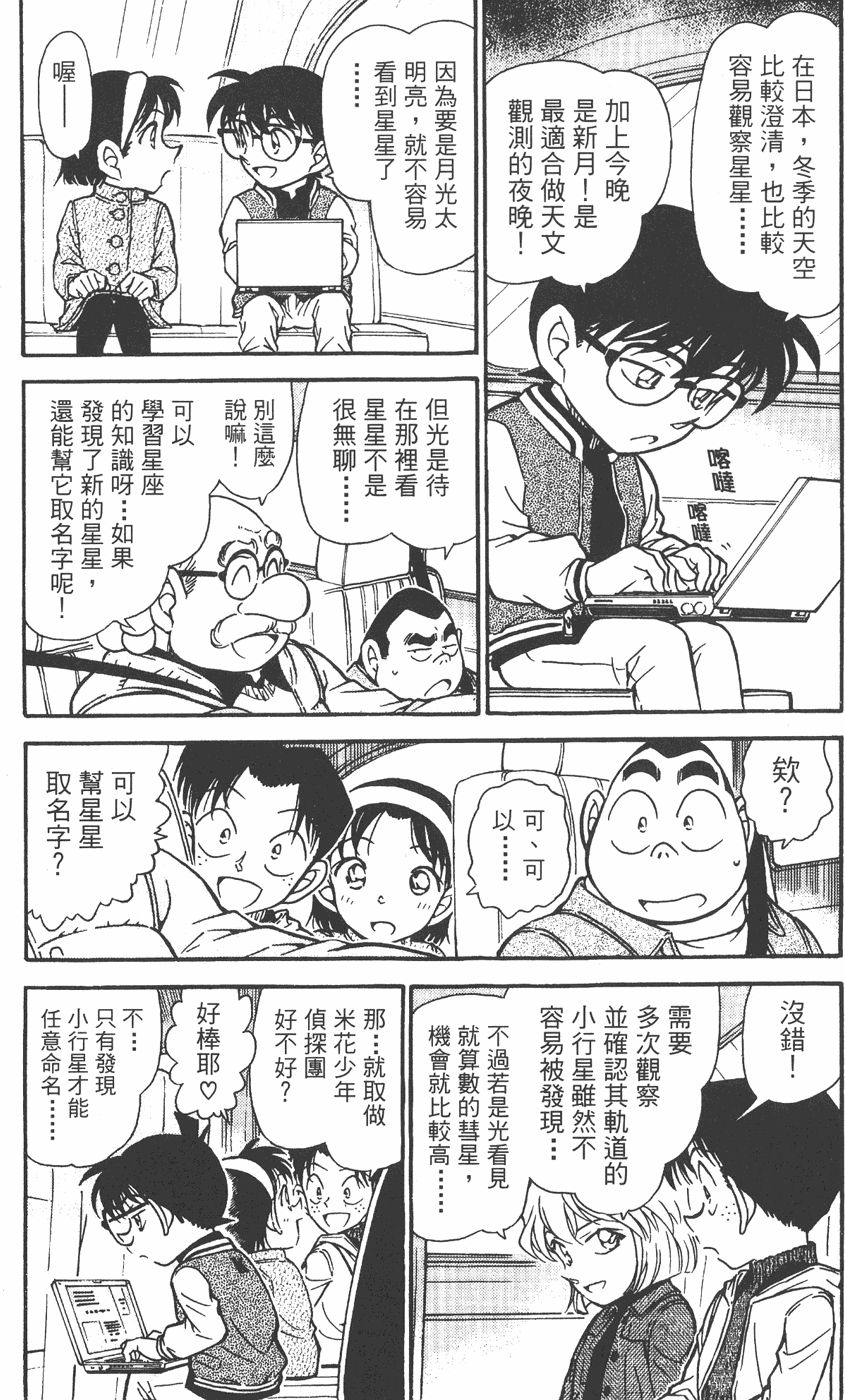 在日本，冬季的天空
比較澄清，也比較
容易觀察星星……
加上今晚
是新月！是
最適合做天文
觀測的夜晚！
喀噠
喀噠
因為要是月光太
明亮，就不容易
看到星星了
……
喔——
但光是待
在那裡看
星星不是
很無聊……
別這麼
說嘛！
可以
學習星座
的知識呀…如果
發現了新的星星，
還能幫它取名字呢！
欸？
可、可
以……
可以
幫星星
取名字？
沒錯！
需要
多次觀察
並確認其軌道的
小行星雖然不
容易被發現…
不過若是光看見
就算數的彗星，
機會就比較高……
那…就取做
米花少年
偵探團
好不好？
好棒耶♡
不…
只有發現
小行星才能
任意命名……